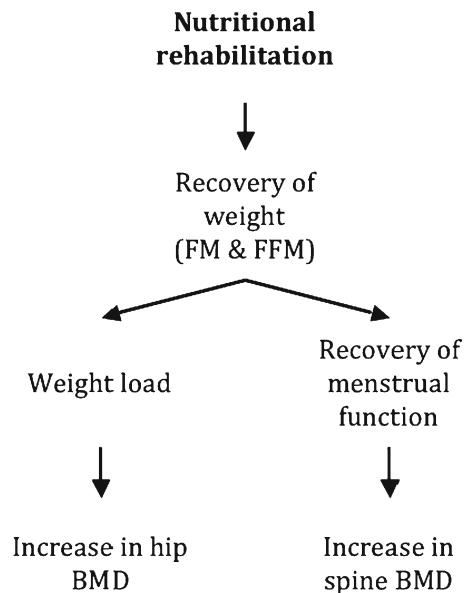 Nutritional
rehabilitation
Recovery of
weight
(FM & FFM)
Weight load
Recovery of
menstrual
function
Increase in hip
BMD
Increase in
spine BMD